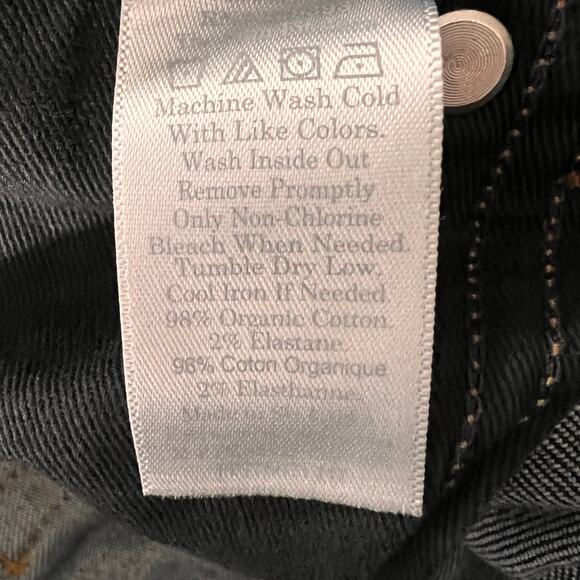 Machine Wash Cold
With Like Colors.
Wash Inside Out
Remove Promptly
Only Non-Chlorine
Bleach When Needed.
Tumble Dry Low.
Cool Iron If Needed
98% Organic Cotton.
2% Elastane
98% Coton Organique
2% Elasthanne
Made